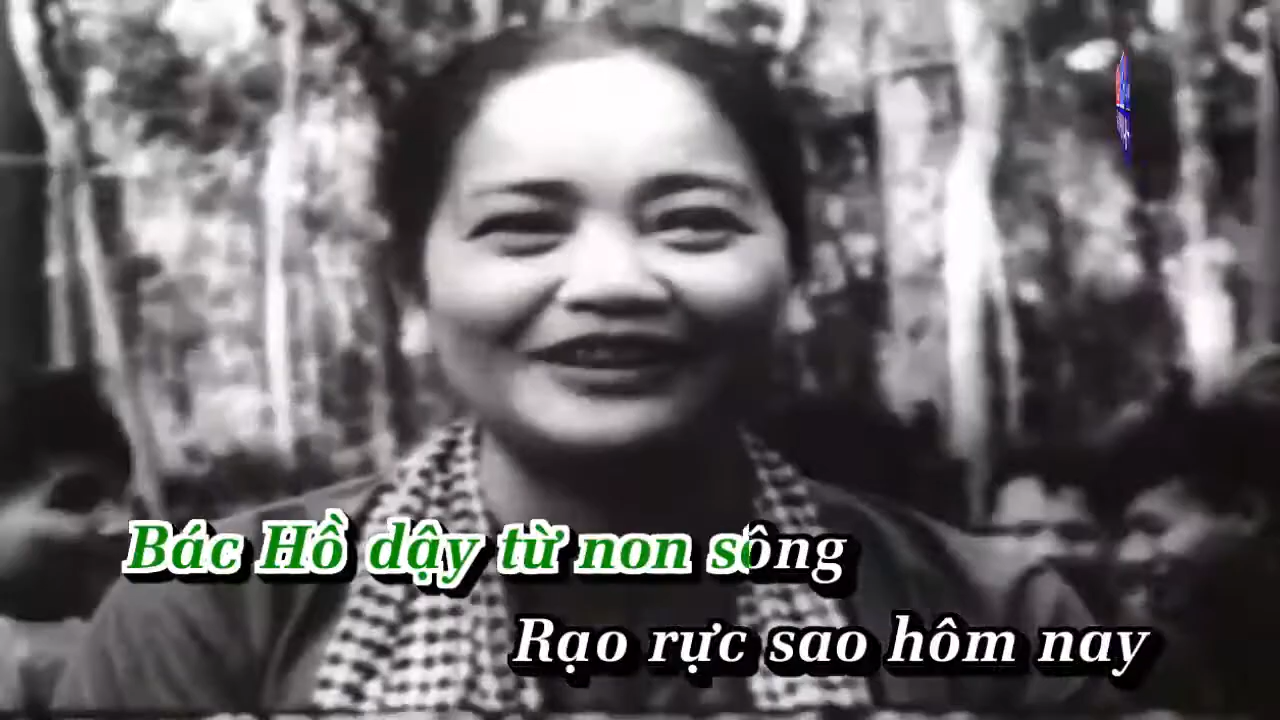 Bác Hồ dậy từ non sông
Rạo rực sao hôm nay